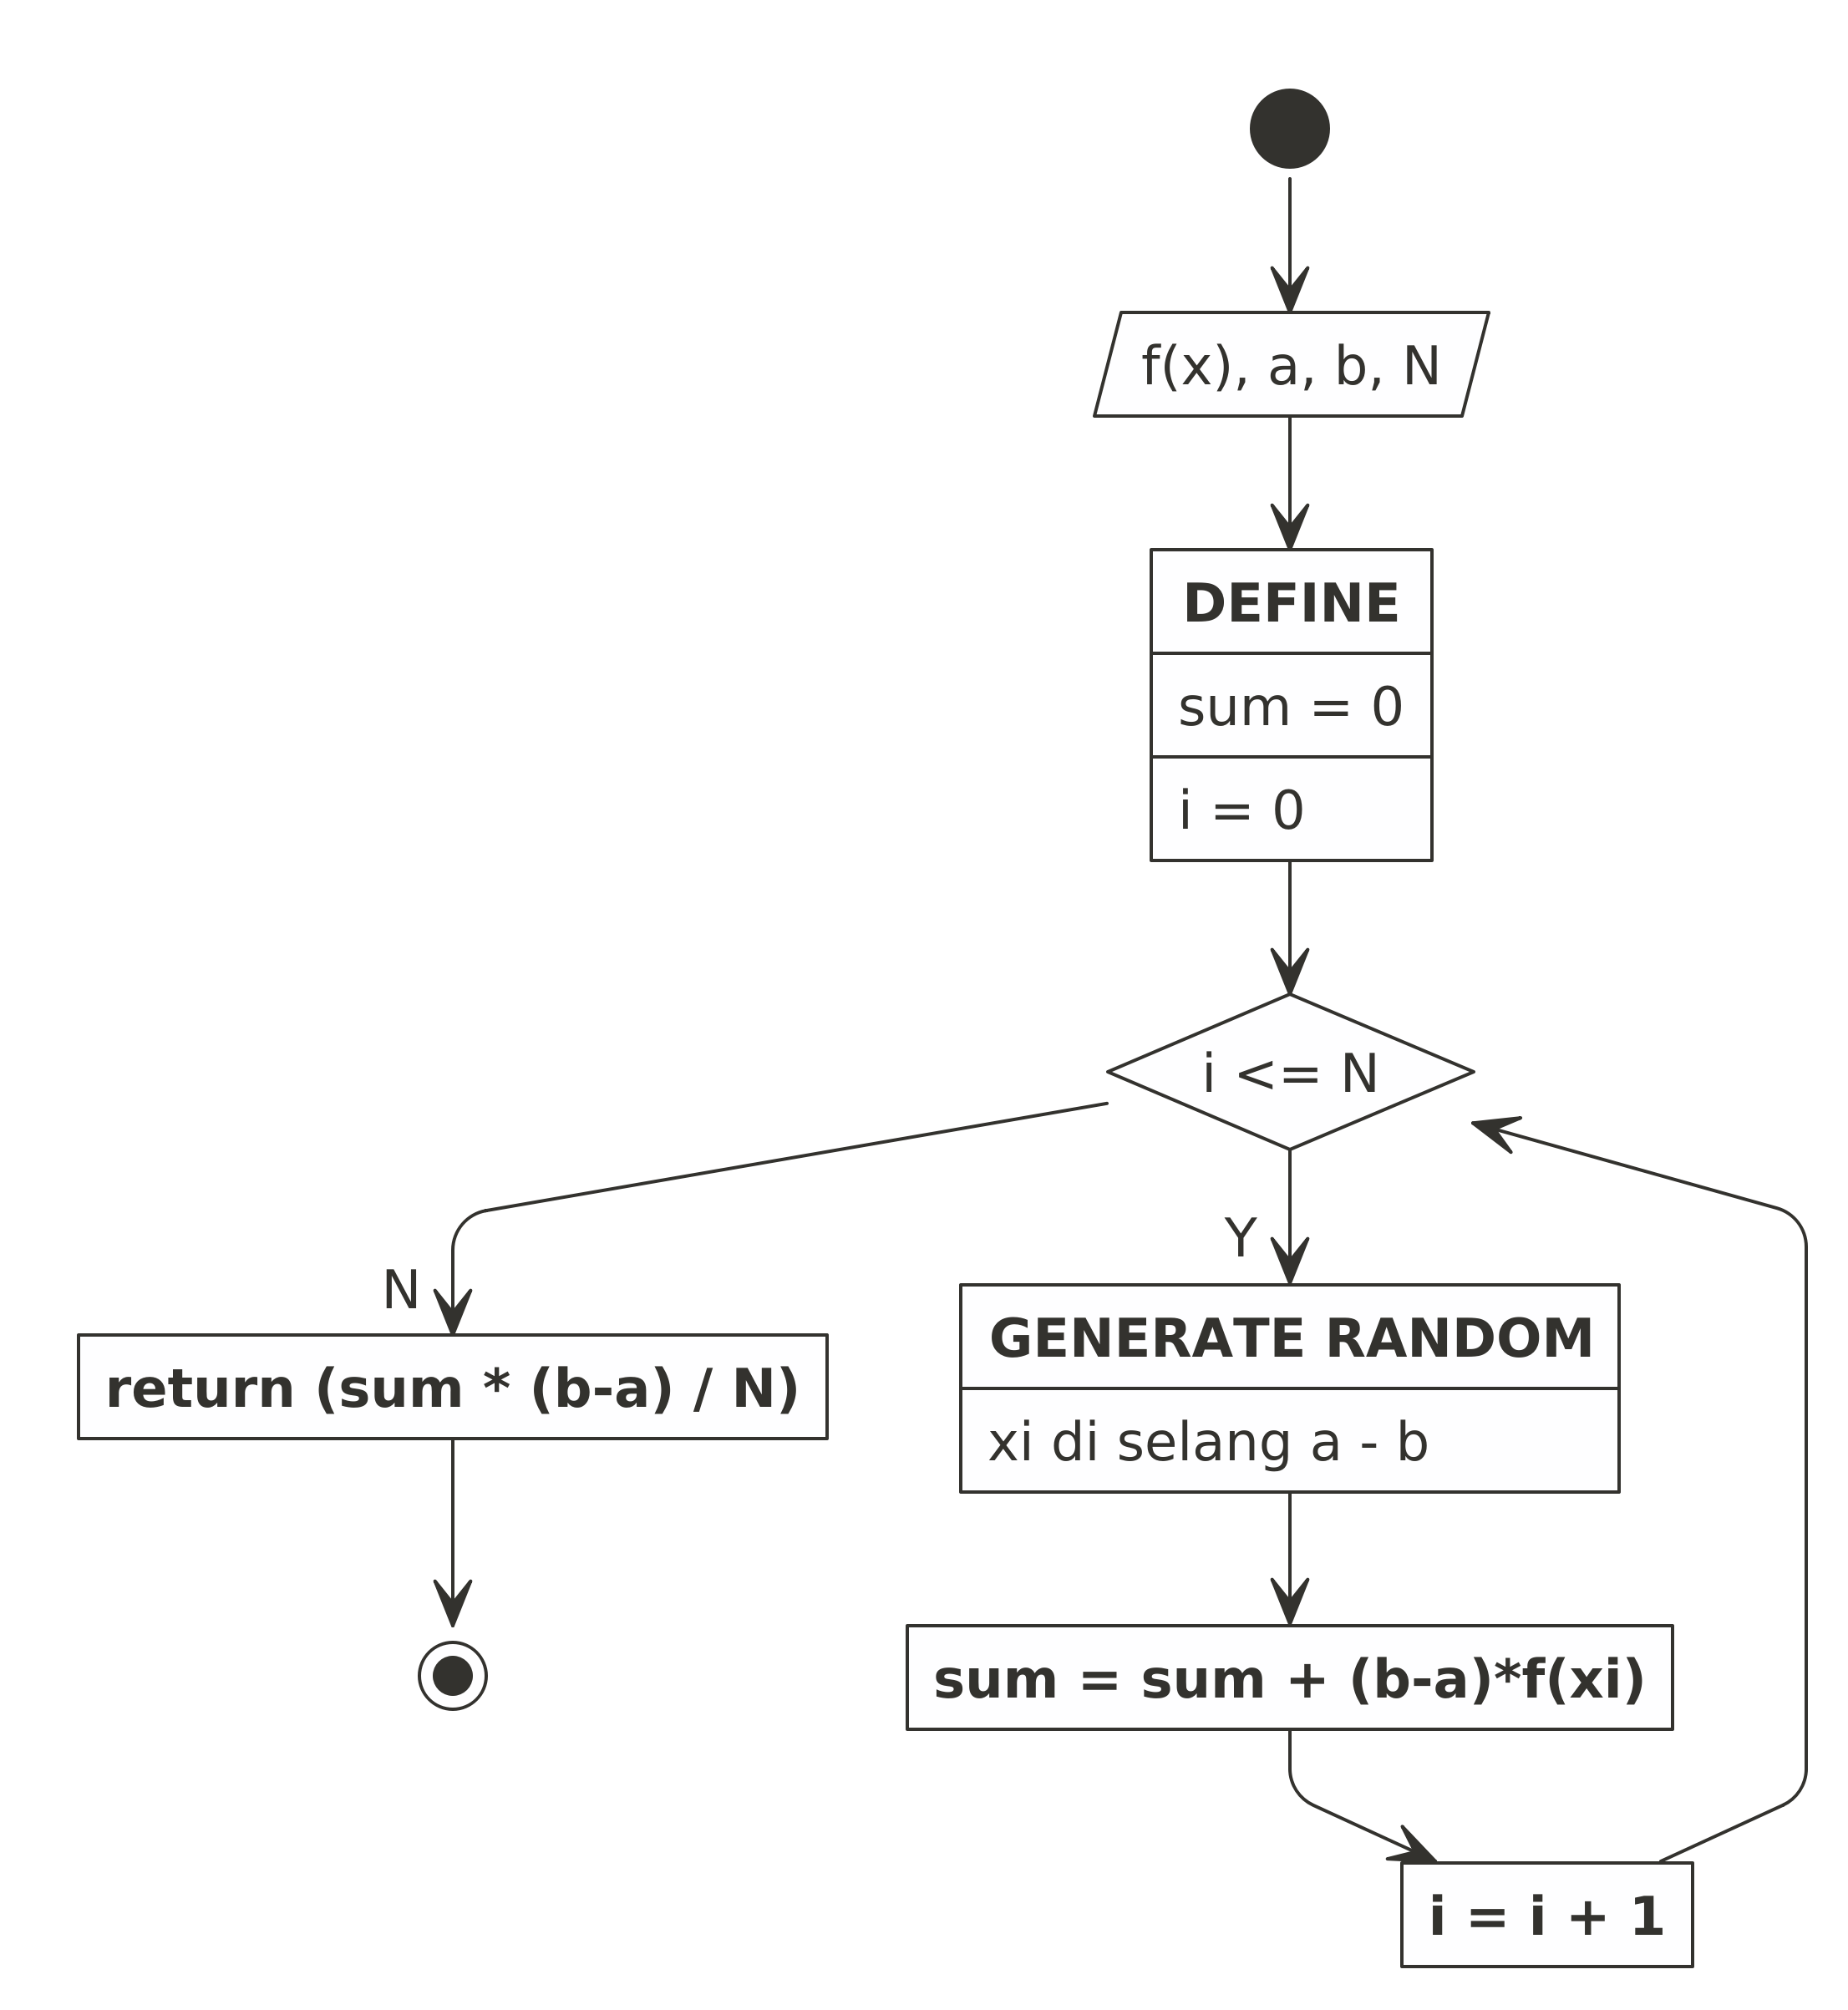 f(x), a, b, N
DEFINE
sum = 0
i = 0
i <= N
Y
N
GENERATE RANDOM
return (sum * (b-a) / N)
xi di selang a - b
sum = sum + (b-a)*f(xi)
i = i + 1